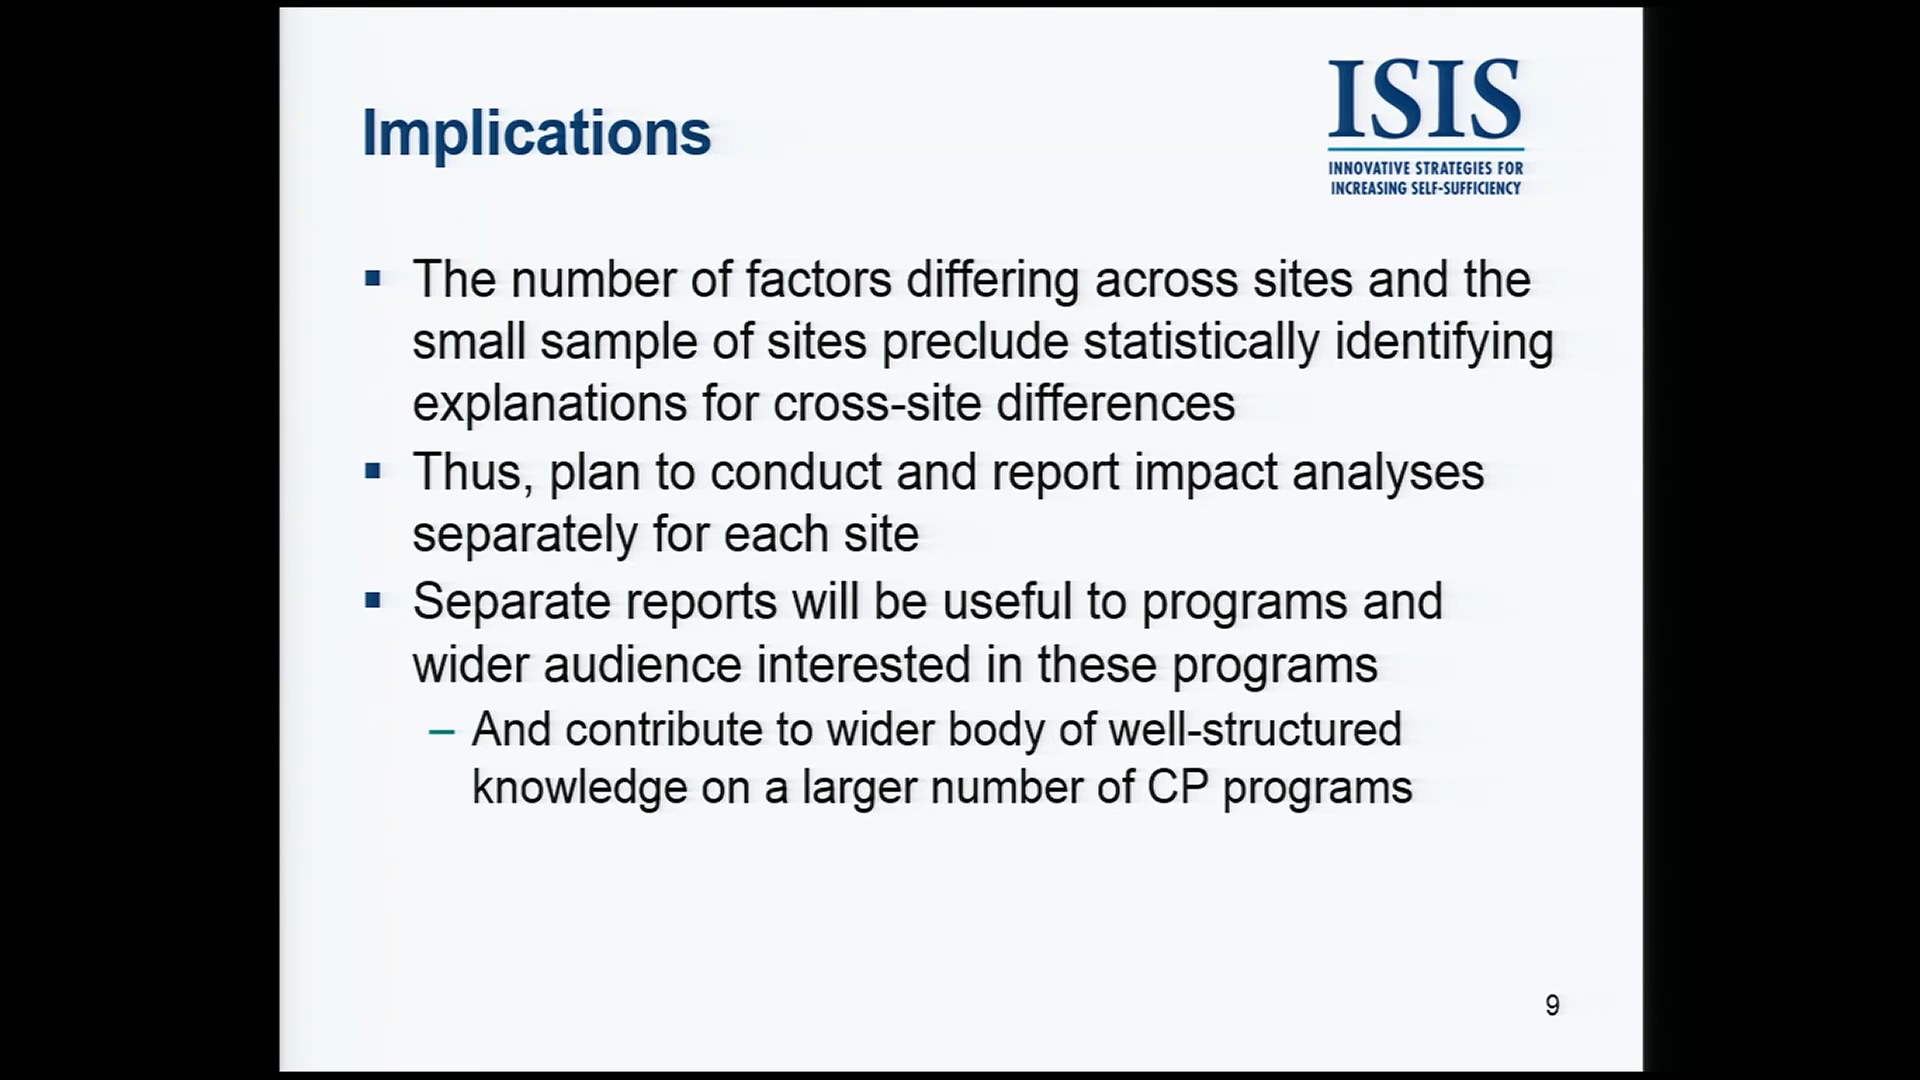 ISIS
INNOVATIVE STRATEGIES FOR
INCREASING SELF-SUFFICIENCY
Implications
▪ The number of factors differing across sites and the
small sample of sites preclude statistically identifying
explanations for cross-site differences
▪ Thus, plan to conduct and report impact analyses
separately for each site
▪ Separate reports will be useful to programs and
wider audience interested in these programs
– And contribute to wider body of well-structured
knowledge on a larger number of CP programs
9